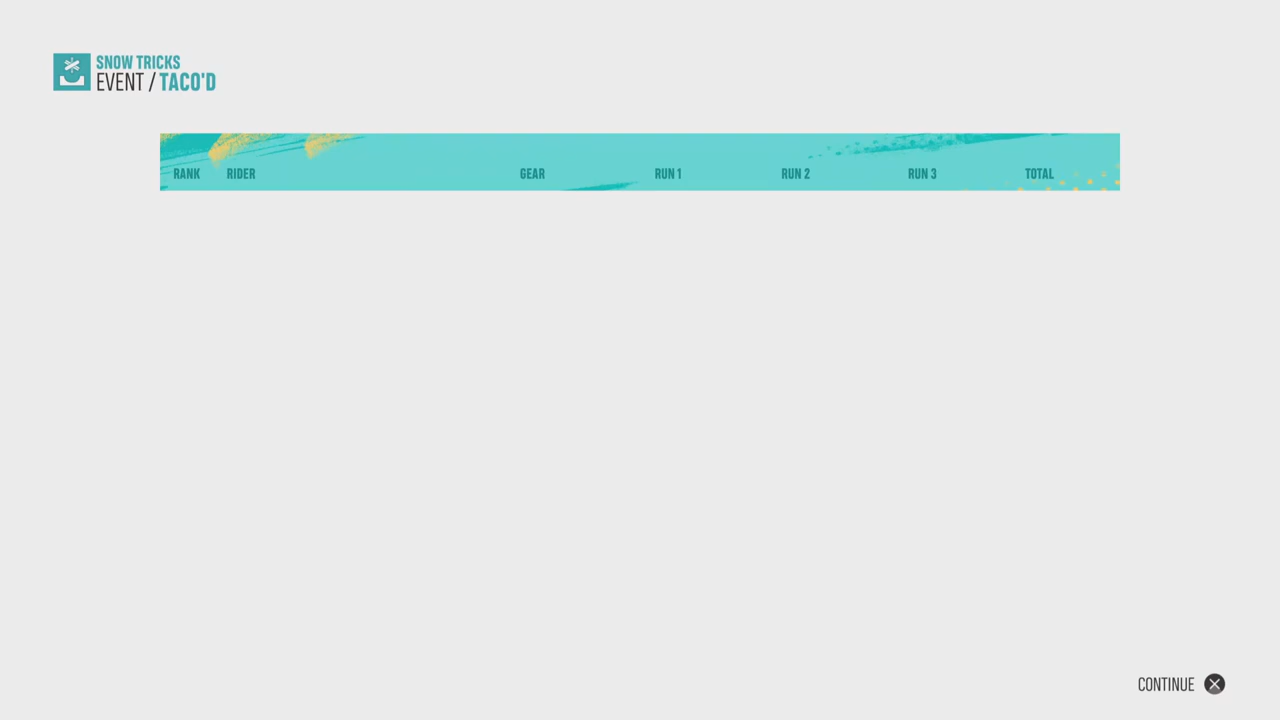 SNOW TRICKS
EVENT / TACO'D
RANK RIDER GEAR RUN 1 RUN 2 RUN 3 TOTAL
CONTINUE